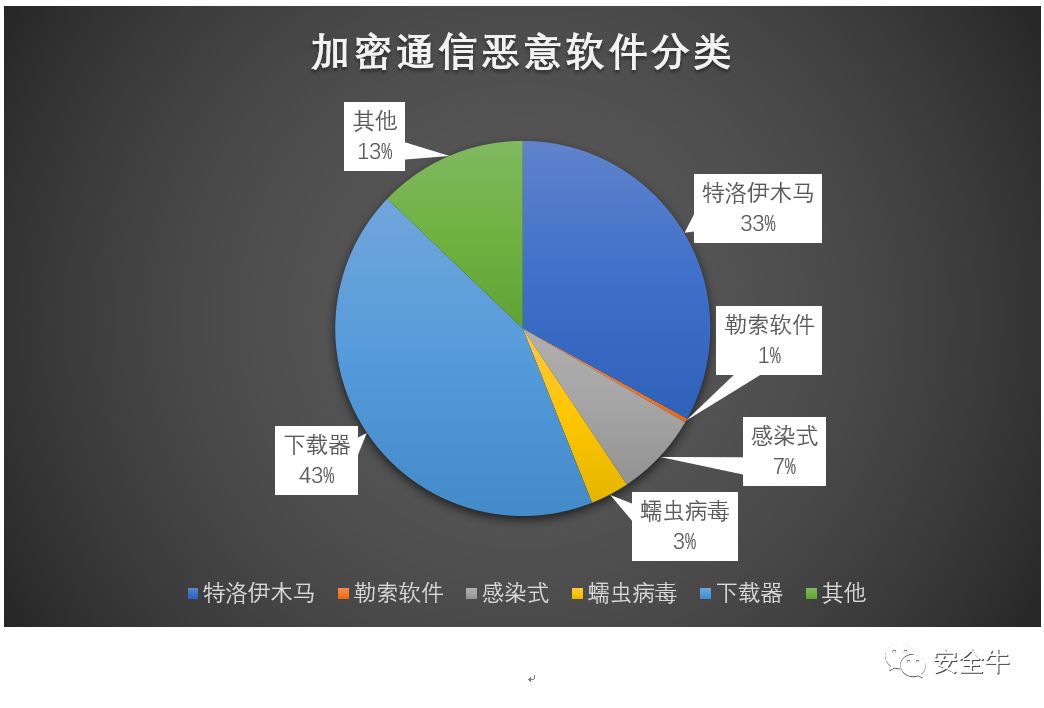 加密通信恶意软件分类
其他
13%
特洛伊木马
33%
勒索软件
1%
感染式
7%
下载器
43%
蠕虫病毒
3%
特洛伊木马 勒索软件 感染式 蠕虫病毒 下载器 其他
安全牛